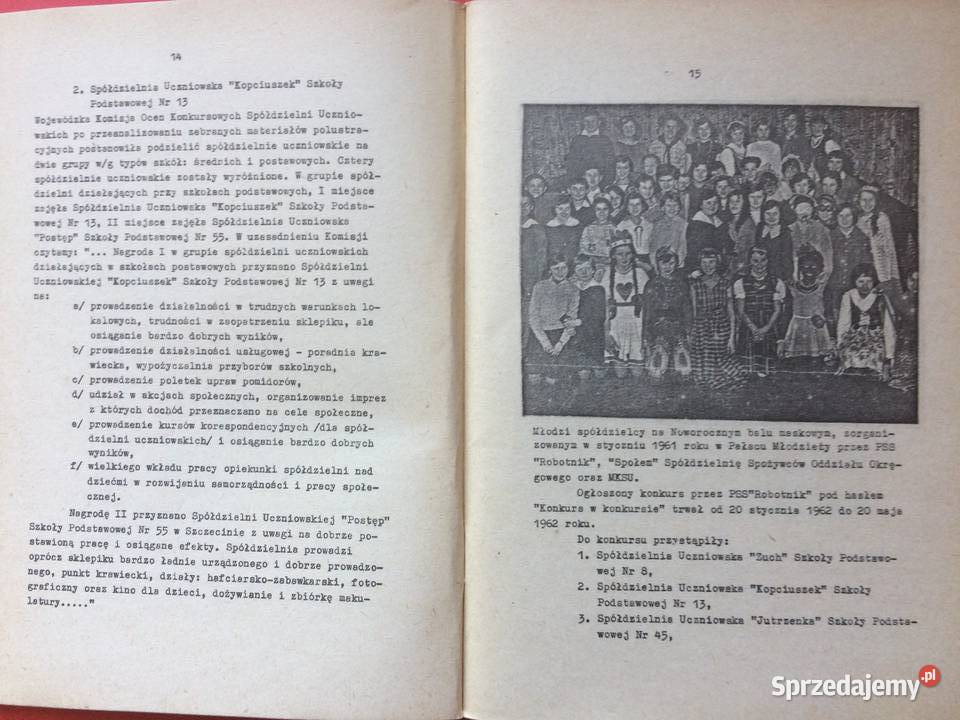 14
2. Spółdzielnia Uczniowska "Kopciuszek" Szkoły
Podstawowej Nr 13
Wojewódzka Komisja Ocen Konkursowych Spółdzielni Uczniow-
skich po przeanalizowaniu zebranych materiałów polustra-
cyjnych postanowiła podzielić spółdzielnie uczniowskie na
dwie grupy w/g typów szkół: średnich i postawowych. Cztery
spółdzielnie uczniowskie zostały wyróżnione. W grupie spół-
dzielni działających przy szkołach podstawowych, I miejsce
zajęła Spółdzielnia Uczniowska "Kopciuszek" Szkoły Podsta-
wowej Nr 13, II miejsce zajęła Spółdzielnia Uczniowska
"Postęp" Szkoły Podstawowej Nr 55. W uzasadnieniu Komisji
czytamy: "... Nagroda I w grupie spółdzielni uczniowskich
działających w szkołach postawowych przyznano Spółdzielni
Uczniowskiej "Kopciuszek" Szkoły Podstawowej Nr 13 z uwagi
na:
a/ prowadzenie działalności w trudnych warunkach lo-
kalowych, trudności w zaopatrzeniu sklepiku, ale
osiąganie bardzo dobrych wyników,
b/ prowadzenie działalności usługowej - poradnia kra-
wiecka, wypożyczalnia przyborów szkolnych,
c/ prowadzenie poletek upraw pomidorów,
d/ udział w akcjach społecznych, organizowanie imprez
z których dochód przeznaczano na cele społeczne,
e/ prowadzenie kursów korespondencyjnych /dla spół-
dzielni uczniowskich/ i osiąganie bardzo dobrych
wyników,
f/ wielkiego wkładu pracy opiekunki spółdzielni nad
dziećmi w rozwijeniu samorządności i pracy społe-
cznej.
Nagrodę II przyznano Spółdzielni Uczniowskiej "Postęp"
Szkoły Podstawowej Nr 55 w Szczecinie z uwagi na dobrze po-
stawioną pracę i osiągane efekty. Spółdzielnia prowadzi
oprócz sklepiku bardzo ładnie urządzonego i dobrze prowadzo-
nego, punkt krawiecki, działy: hafciarsko-zabawkarski, foto-
graficzny oraz kino dla dzieci, dożywianie i zbiórkę maku-
latury....."
15
Młodzi spółdzielcy na Noworocznym balu maskowym, zorgani-
zowanym w styczniu 1961 roku w Pałacu Młodzieży przez PSS
"Robotnik", "Społem" Spółdzielnię Spożywców Oddziału Okrę-
gowego oraz MKSU.
Ogłoszony konkurs przez PSS"Robotnik" pod hasłem
"Konkurs w konkursie" trwał od 20 stycznia 1962 do 20 maja
1962 roku.
Do konkursu przystąpiły:
1. Spółdzielnia Uczniowska "Zuch" Szkoły Podstawo-
wej Nr 8,
2. Spółdzielnia Uczniowska "Kopciuszek" Szkoły
Podstawowej Nr 13,
3. Spółdzielnia Uczniowska "Jutrzenka" Szkoły Podsta-
wowej Nr 45,
Sprzedajemy.pl